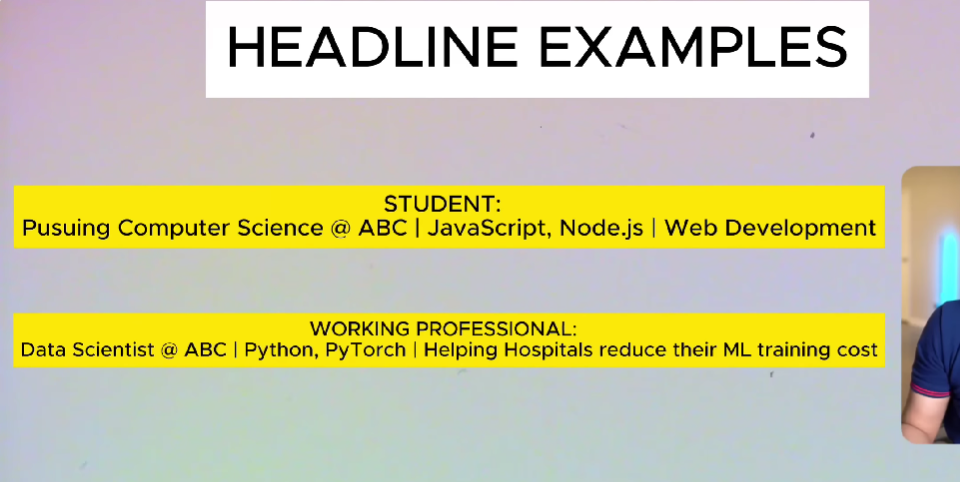 HEADLINE EXAMPLES
STUDENT:
Pusuing Computer Science @ ABC | JavaScript, Node.js | Web Development
WORKING PROFESSIONAL:
Data Scientist @ ABC | Python, PyTorch | Helping Hospitals reduce their ML training cost